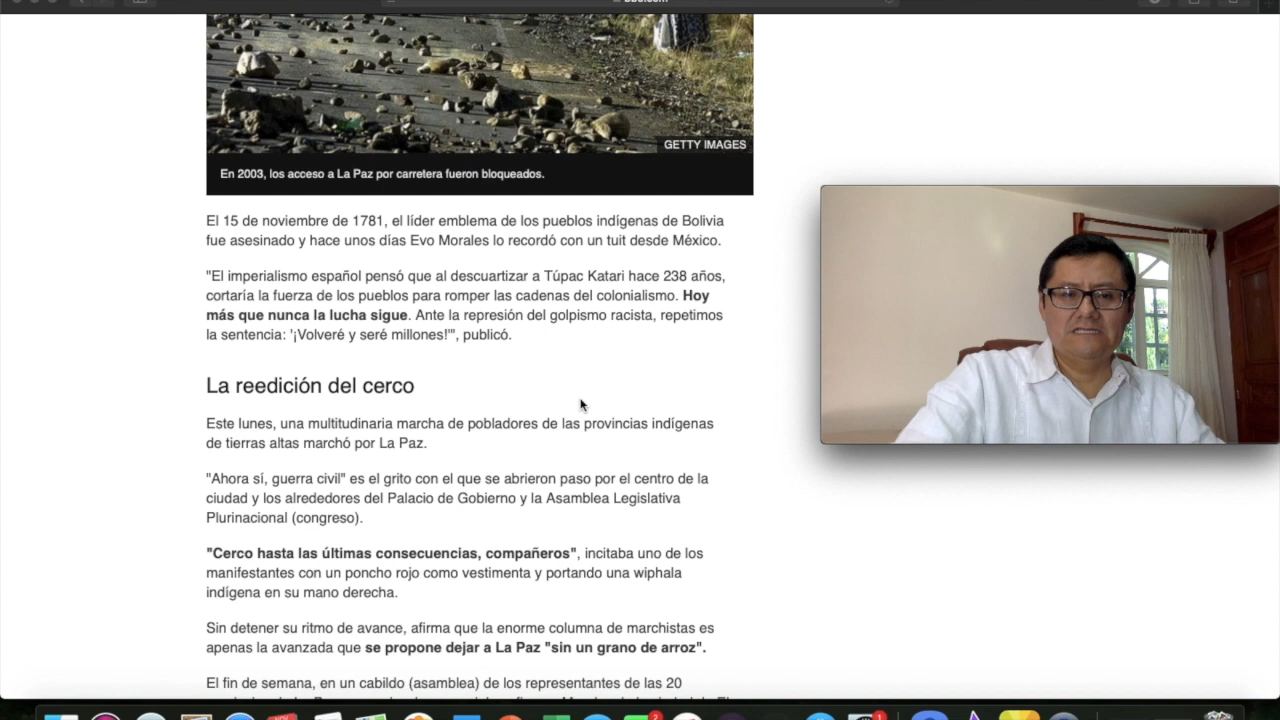 GETTY IMAGES
En 2003, los acceso a La Paz por carretera fueron bloqueados.
El 15 de noviembre de 1781, el líder emblema de los pueblos indígenas de Bolivia
fue asesinado y hace unos días Evo Morales lo recordó con un tuit desde México.
"El imperialismo español pensó que al descuartizar a Túpac Katari hace 238 años,
cortaría la fuerza de los pueblos para romper las cadenas del colonialismo. Hoy
más que nunca la lucha sigue. Ante la represión del golpismo racista, repetimos
la sentencia: '¡Volveré y seré millones!'", publicó.
La reedición del cerco
Este lunes, una multitudinaria marcha de pobladores de las provincias indígenas
de tierras altas marchó por La Paz.
"Ahora sí, guerra civil" es el grito con el que se abrieron paso por el centro de la
ciudad y los alrededores del Palacio de Gobierno y la Asamblea Legislativa
Plurinacional (congreso).
"Cerco hasta las últimas consecuencias, compañeros", incitaba uno de los
manifestantes con un poncho rojo como vestimenta y portando una wiphala
indígena en su mano derecha.
Sin detener su ritmo de avance, afirma que la enorme columna de marchistas es
apenas la avanzada que se propone dejar a La Paz "sin un grano de arroz".
El fin de semana, en un cabildo (asamblea) de los representantes de las 20